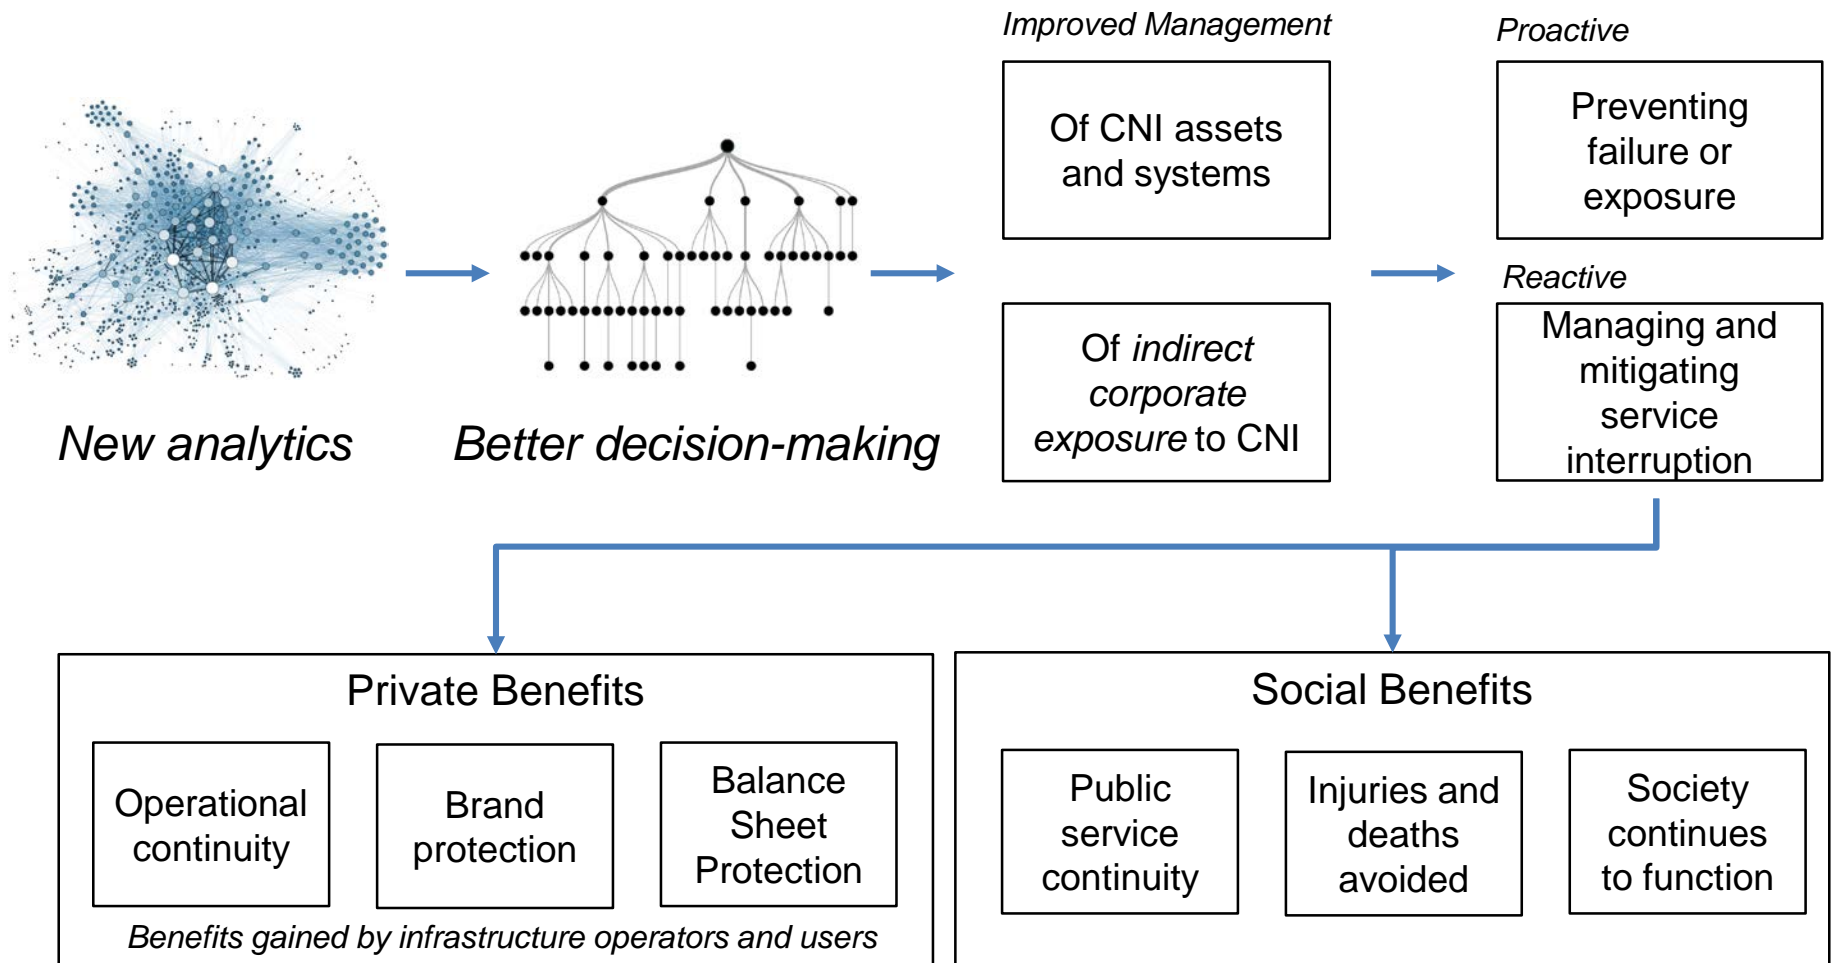 Improved Management
Proactive
Of CNI assets
and systems
Preventing
failure or
exposure
Reactive
Of indirect
corporate
exposure to CNI
Managing and
mitigating
service
interruption
New analytics
Better decision-making
Private Benefits
Operational
continuity
Brand
protection
Balance
Sheet
Protection
Benefits gained by infrastructure operators and users
Social Benefits
Public
service
continuity
Injuries and
deaths
avoided
Society
continues
to function